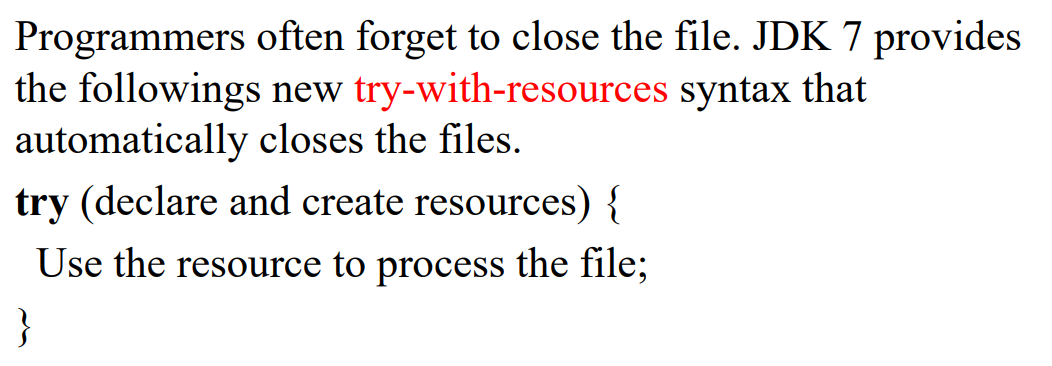 Programmers often forget to close the file. JDK 7 provides
the followings new try-with-resources syntax that
automatically closes the files.
try (declare and create resources) {
Use the resource to process the file;
}